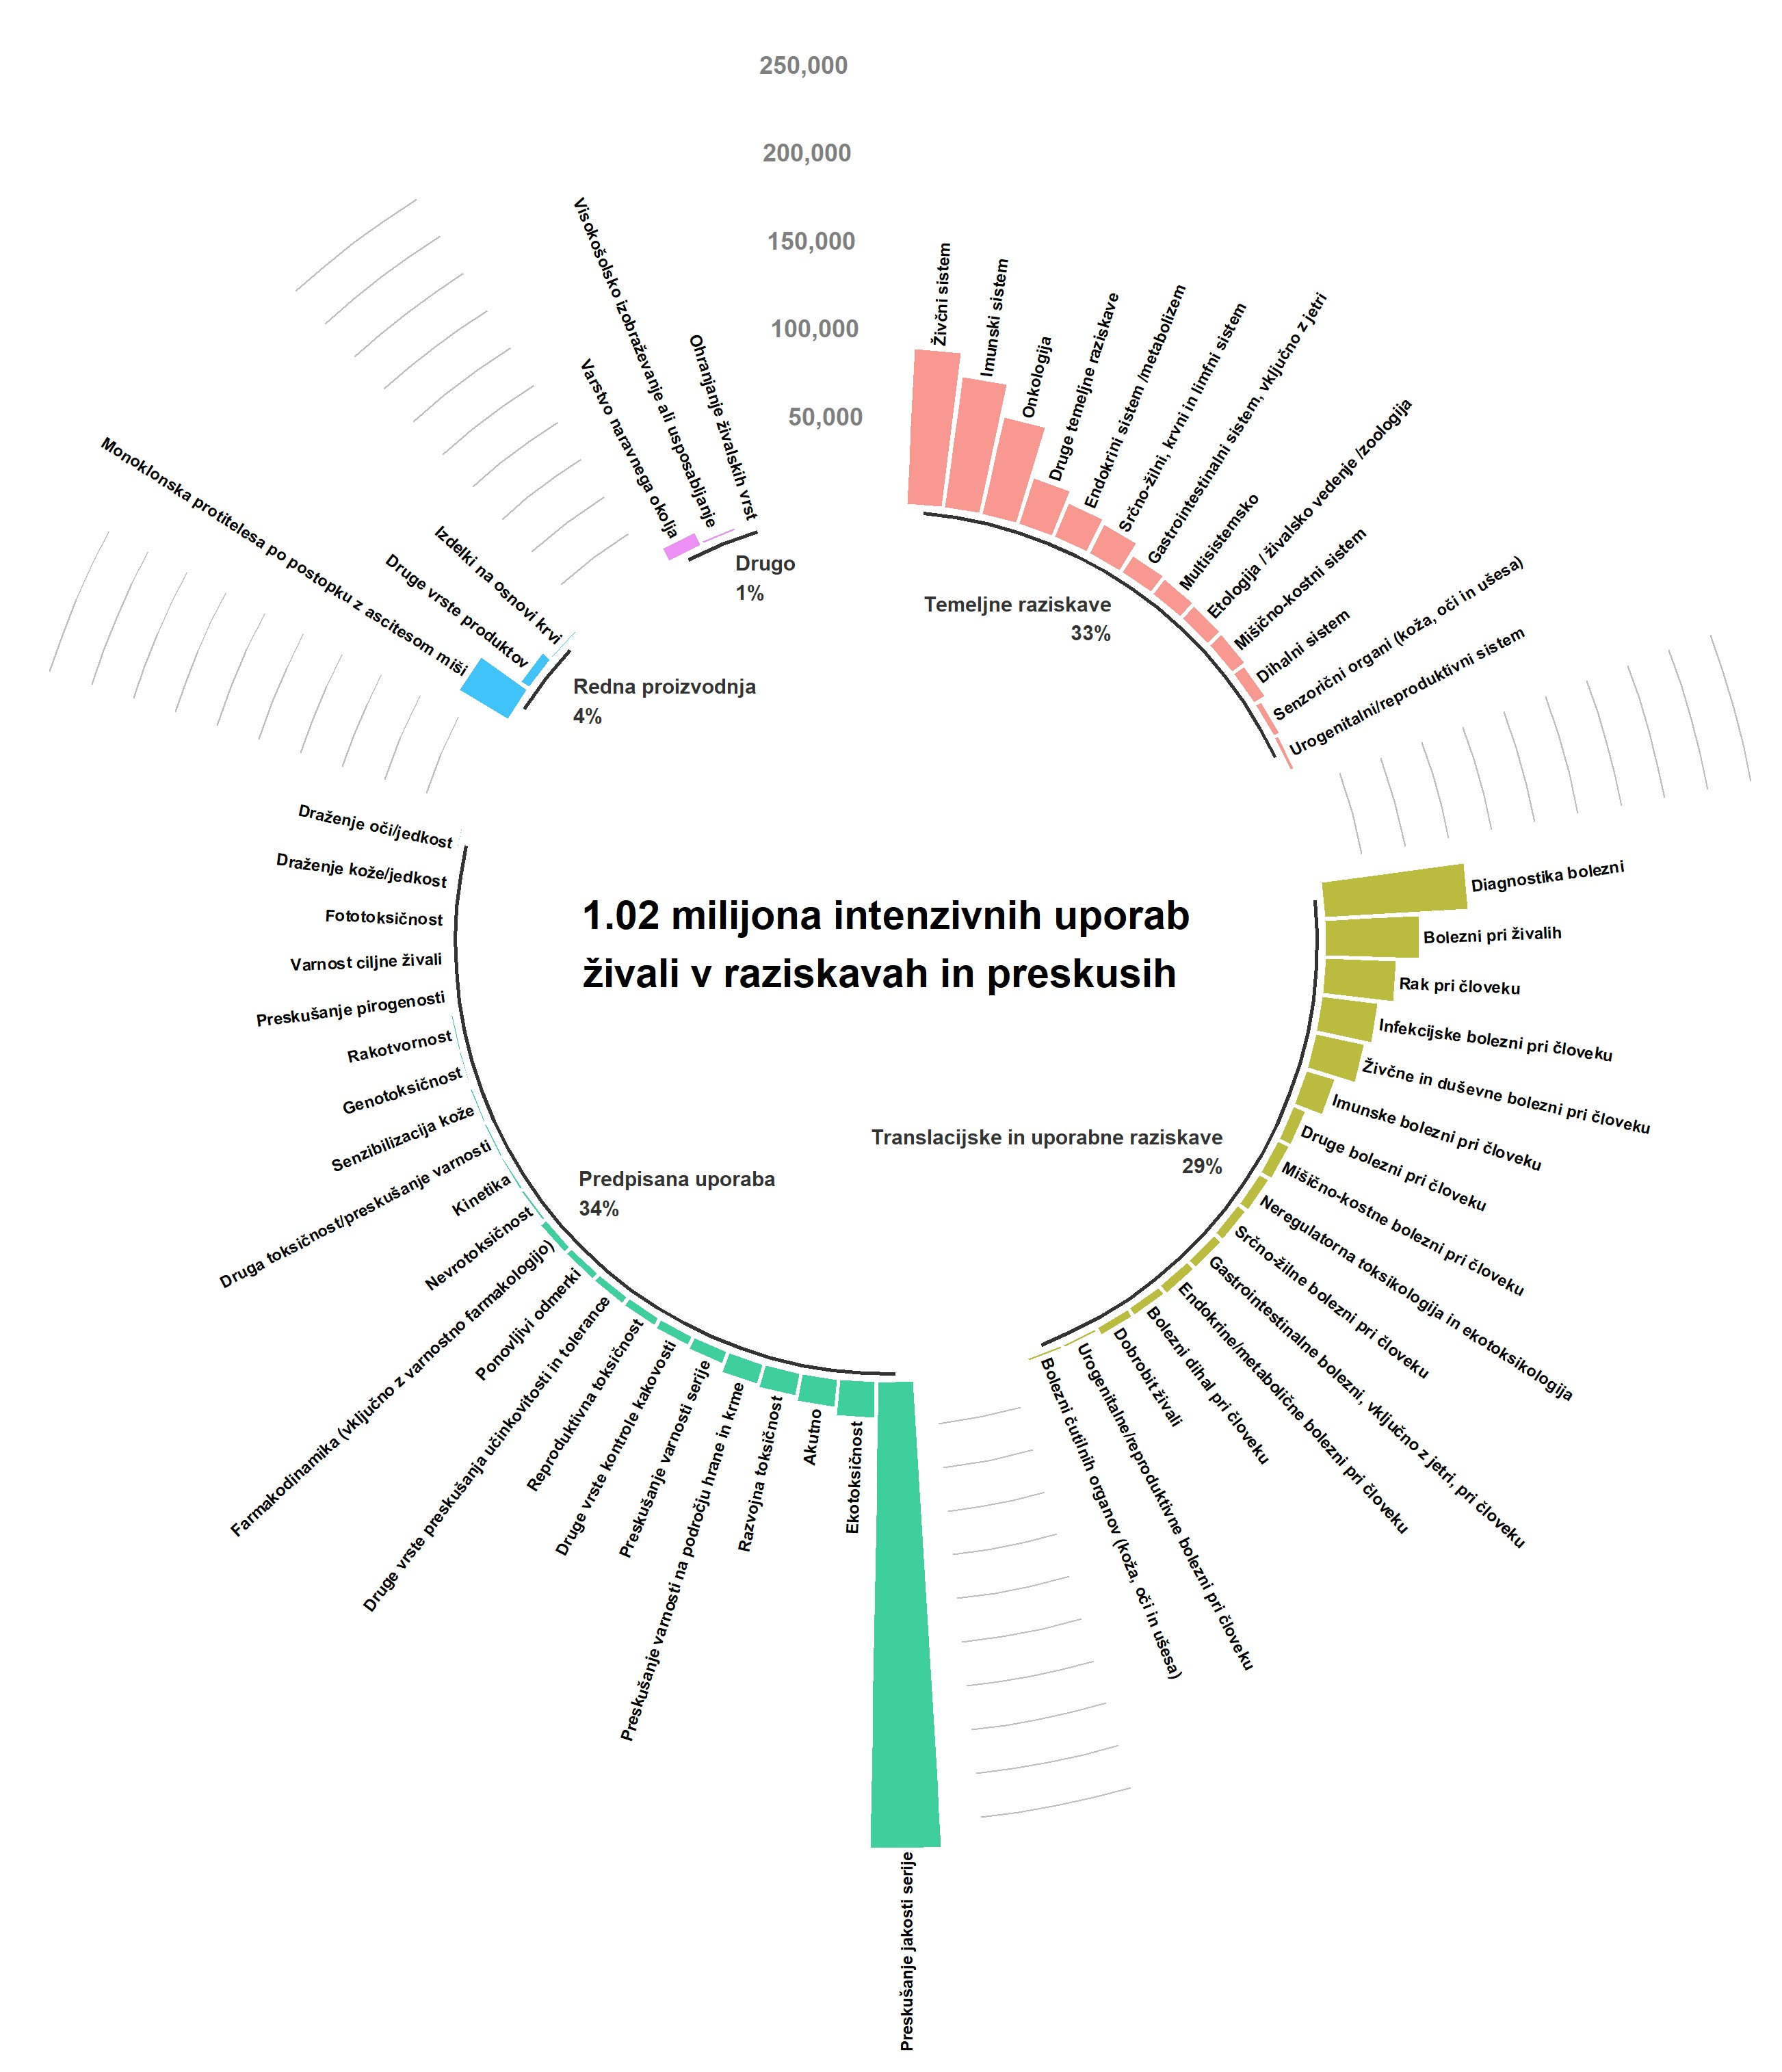 250,000
200,000
150,000
100,000
50,000
Živčni sistem
Imunski sistem
Onkologija
Druge temeljne raziskave
Endokrini sistem /metabolizem
Srčno-žilni, krvni in limfni sistem
Gastrointestinalni sistem, vključno z jetri
Multisistemsko
Etologija / živalsko vedenje /zoologija
Mišično-kostni sistem
Dihalni sistem
Senzorični organi (koža, oči in ušesa)
Urogenitalni/reproduktivni sistem
Temeljne raziskave
33%
Diagnostika bolezni
Bolezni pri živalih
Rak pri človeku
Infekcijske bolezni pri človeku
Živčne in duševne bolezni pri človeku
Imunske bolezni pri človeku
Druge bolezni pri človeku
Mišično-kostne bolezni pri človeku
Neregulatorna toksikologija in ekotoksikologija
Srčno-žilne bolezni pri človeku
Gastrointestinalne bolezni, vključno z jetri, pri človeku
Endokrine/metabolične bolezni pri človeku
Bolezni dihal pri človeku
Dobrobit živali
Urogenitalne/reproduktivne bolezni pri človeku
Bolezni čutilnih organov (koža, oči in ušesa)
Translacijske in uporabne raziskave
29%
Preskušanje jakosti serije
Ekotoksičnost
Akutno
Razvojna toksičnost
Preskušanje varnosti na področju hrane in krme
Preskušanje varnosti serije
Druge vrste kontrole kakovosti
Reproduktivna toksičnost
Druge vrste preskušanja učinkovitosti in tolerance
Ponovljivi odmerki
Farmakodinamika (vključno z varnostno farmakologijo)
Nevrotoksičnost
Kinetika
Druga toksičnost/preskušanje varnosti
Senzibilizacija kože
Genotoksičnost
Rakotvornost
Preskušanje pirogenosti
Varnost ciljne živali
Fototoksičnost
Draženje kože/jedkost
Draženje oči/jedkost
Predpisana uporaba
34%
Monoklonska protitelesa po postopku z ascitesom miši
Druge vrste produktov
Izdelki na osnovi krvi
Redna proizvodnja
4%
Varstvo naravnega okolja
Visokošolsko izobraževanje ali usposabljanje
Ohranjanje živalskih vrst
Drugo
1%
1.02 milijona intenzivnih uporab
živali v raziskavah in preskusih